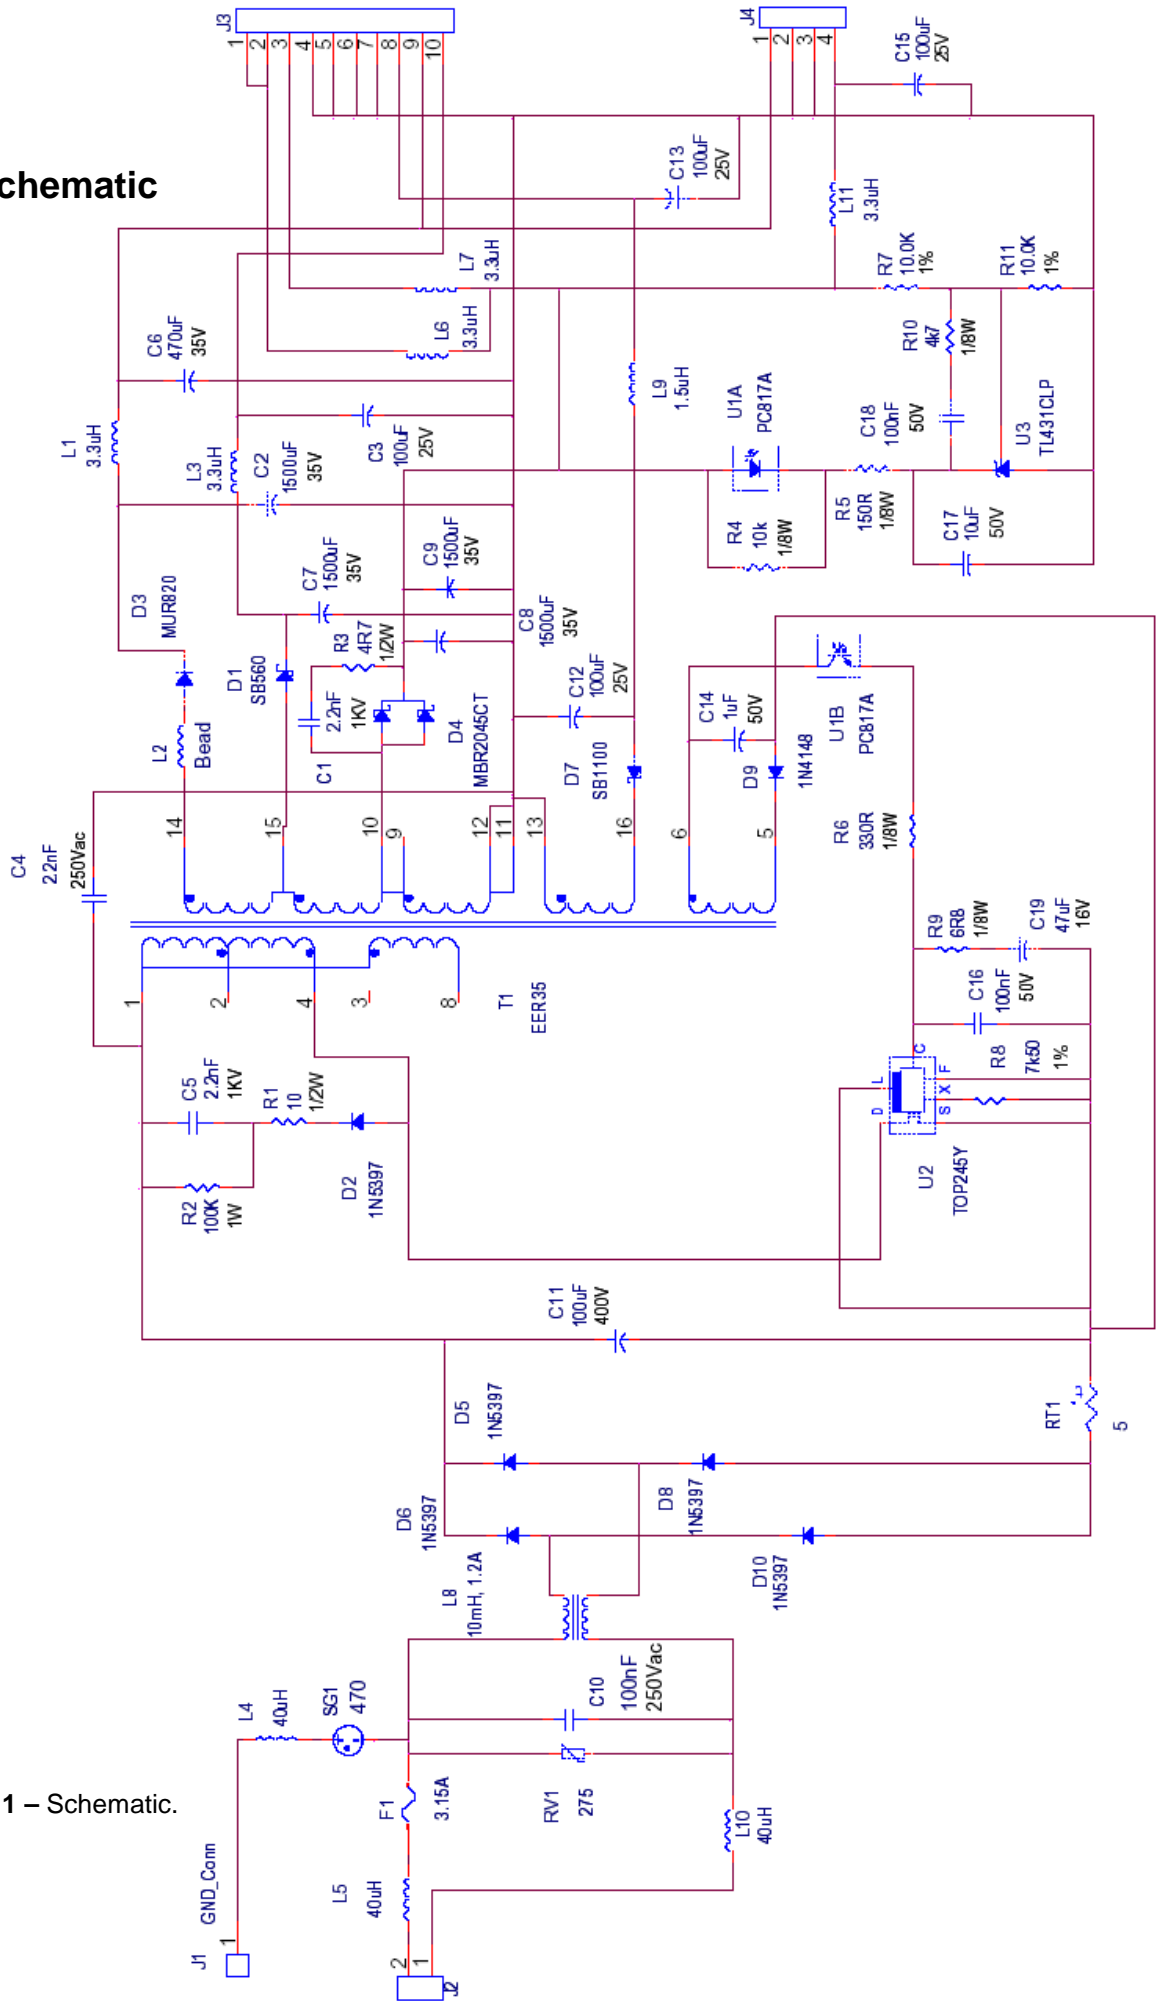 chematic
J3
1
2
3
4
5
6
7
8
9
10
J4
1
2
3
4
C15
100uF
25V
C13
100uF
25V
L11
3.3uH
L7
3.3uH
L6
3.3uH
R7
10.0K
1%
R11
10.0K
1%
R10
4k7
1/8W
C6
470uF
35V
L1
3.3uH
L3
3.3uH
C3
100uF
25V
C2
1500uF
35V
L9
1.5uH
U1A
PC817A
C18
100nF
50V
U3
TL431CLP
R4
10k
1/8W
R5
150R
1/8W
C17
10uF
50V
D3
MUR820
C7
1500uF
35V
C9
1500uF
35V
C8
1500uF
35V
D1
SB560
R3
4R7
1/2W
L2
Bead
C1
2.2nF
1KV
D4
MBR2045CT
C12
100uF
25V
D7
SB1100
C14
1uF
50V
D9
1N4148
U1B
PC817A
R6
330R
1/8W
C4
2.2nF
250Vac
14
15
10
9
12
11
13
16
6
5
1
2
4
3
8
T1
EER35
R9
6R8
1/8W
C19
47uF
16V
C16
100nF
50V
R8
7k50
1%
C5
2.2nF
1KV
R1
10
1/2W
R2
100K
1W
D2
1N5397
D
L
C
S
X
F
U2
TOP245Y
C11
100uF
400V
RT1
5
D5
1N5397
D6
1N5397
D8
1N5397
D10
1N5397
L8
10mH, 1.2A
L4
40uH
SG1
470
C10
100nF
250Vac
RV1
275
F1
3.15A
L5
40uH
L10
40uH
1 – Schematic.
GND_Conn
J1
1
J2
2
1